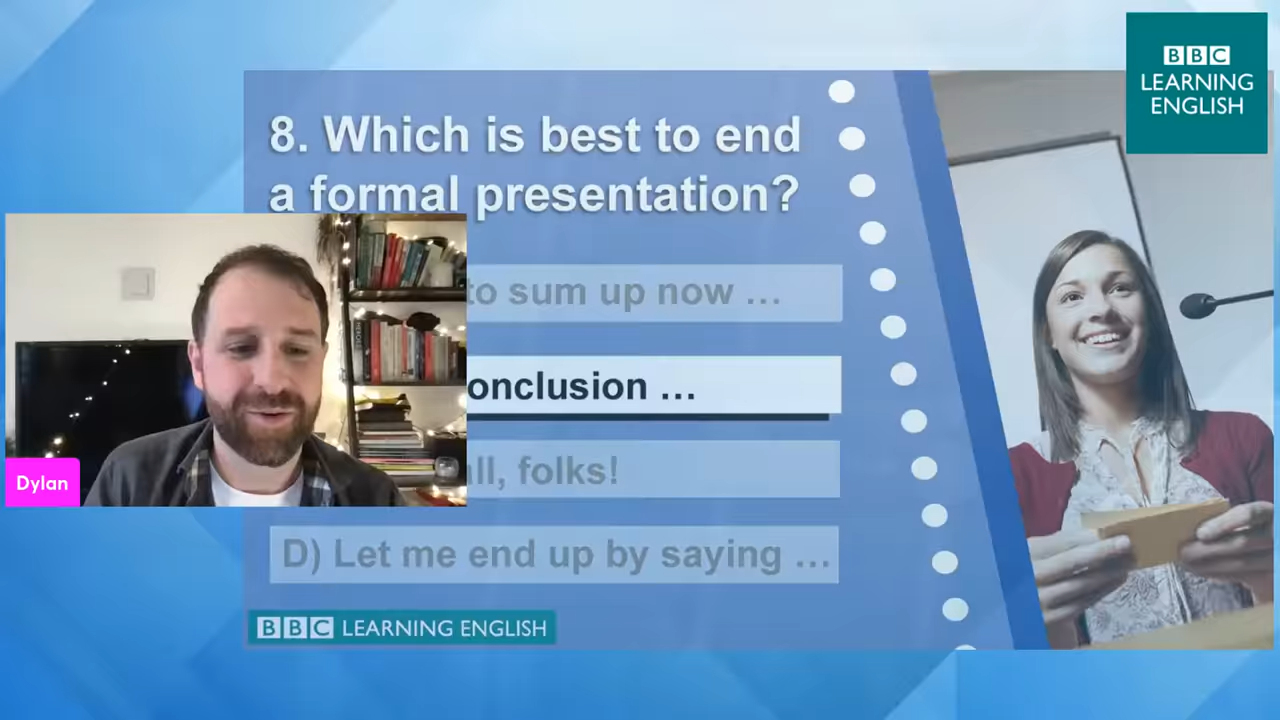 BBC
LEARNING
ENGLISH
8. Which is best to end
a formal presentation?
to sum up now …
onclusion …
all, folks!
D) Let me end up by saying …
Dylan
BBC LEARNING ENGLISH